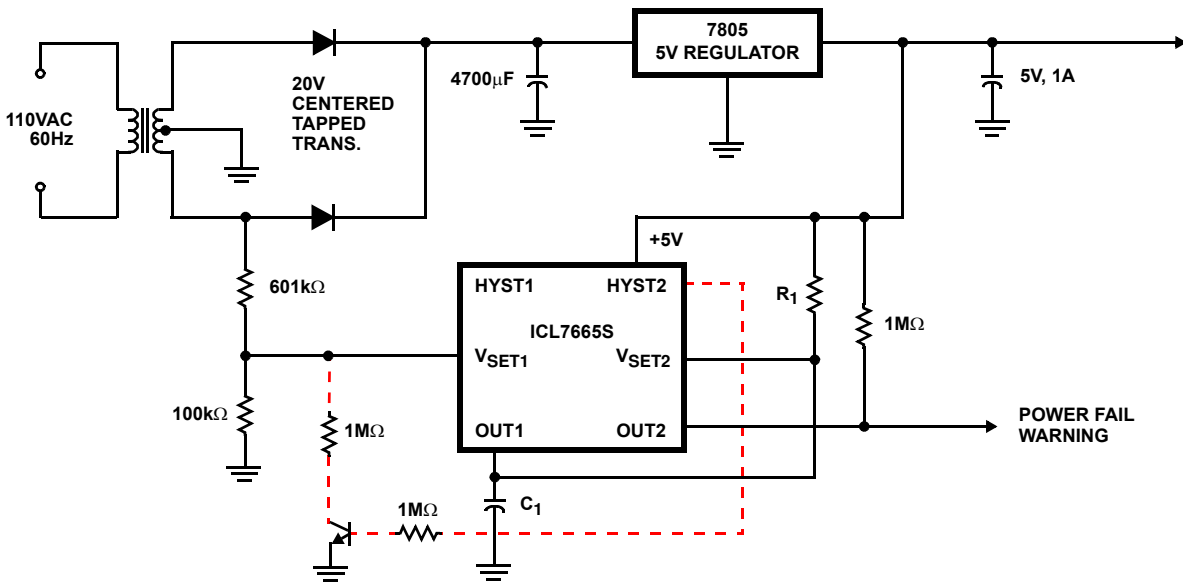 7805
5V REGULATOR
4700μF
5V, 1A
20V
CENTERED
TAPPED
TRANS.
110VAC
60Hz
+5V
601kΩ
HYST1
HYST2
R1
1MΩ
ICL7665S
VSET1
VSET2
100kΩ
1MΩ
OUT1
OUT2
POWER FAIL
WARNING
C1
1MΩ